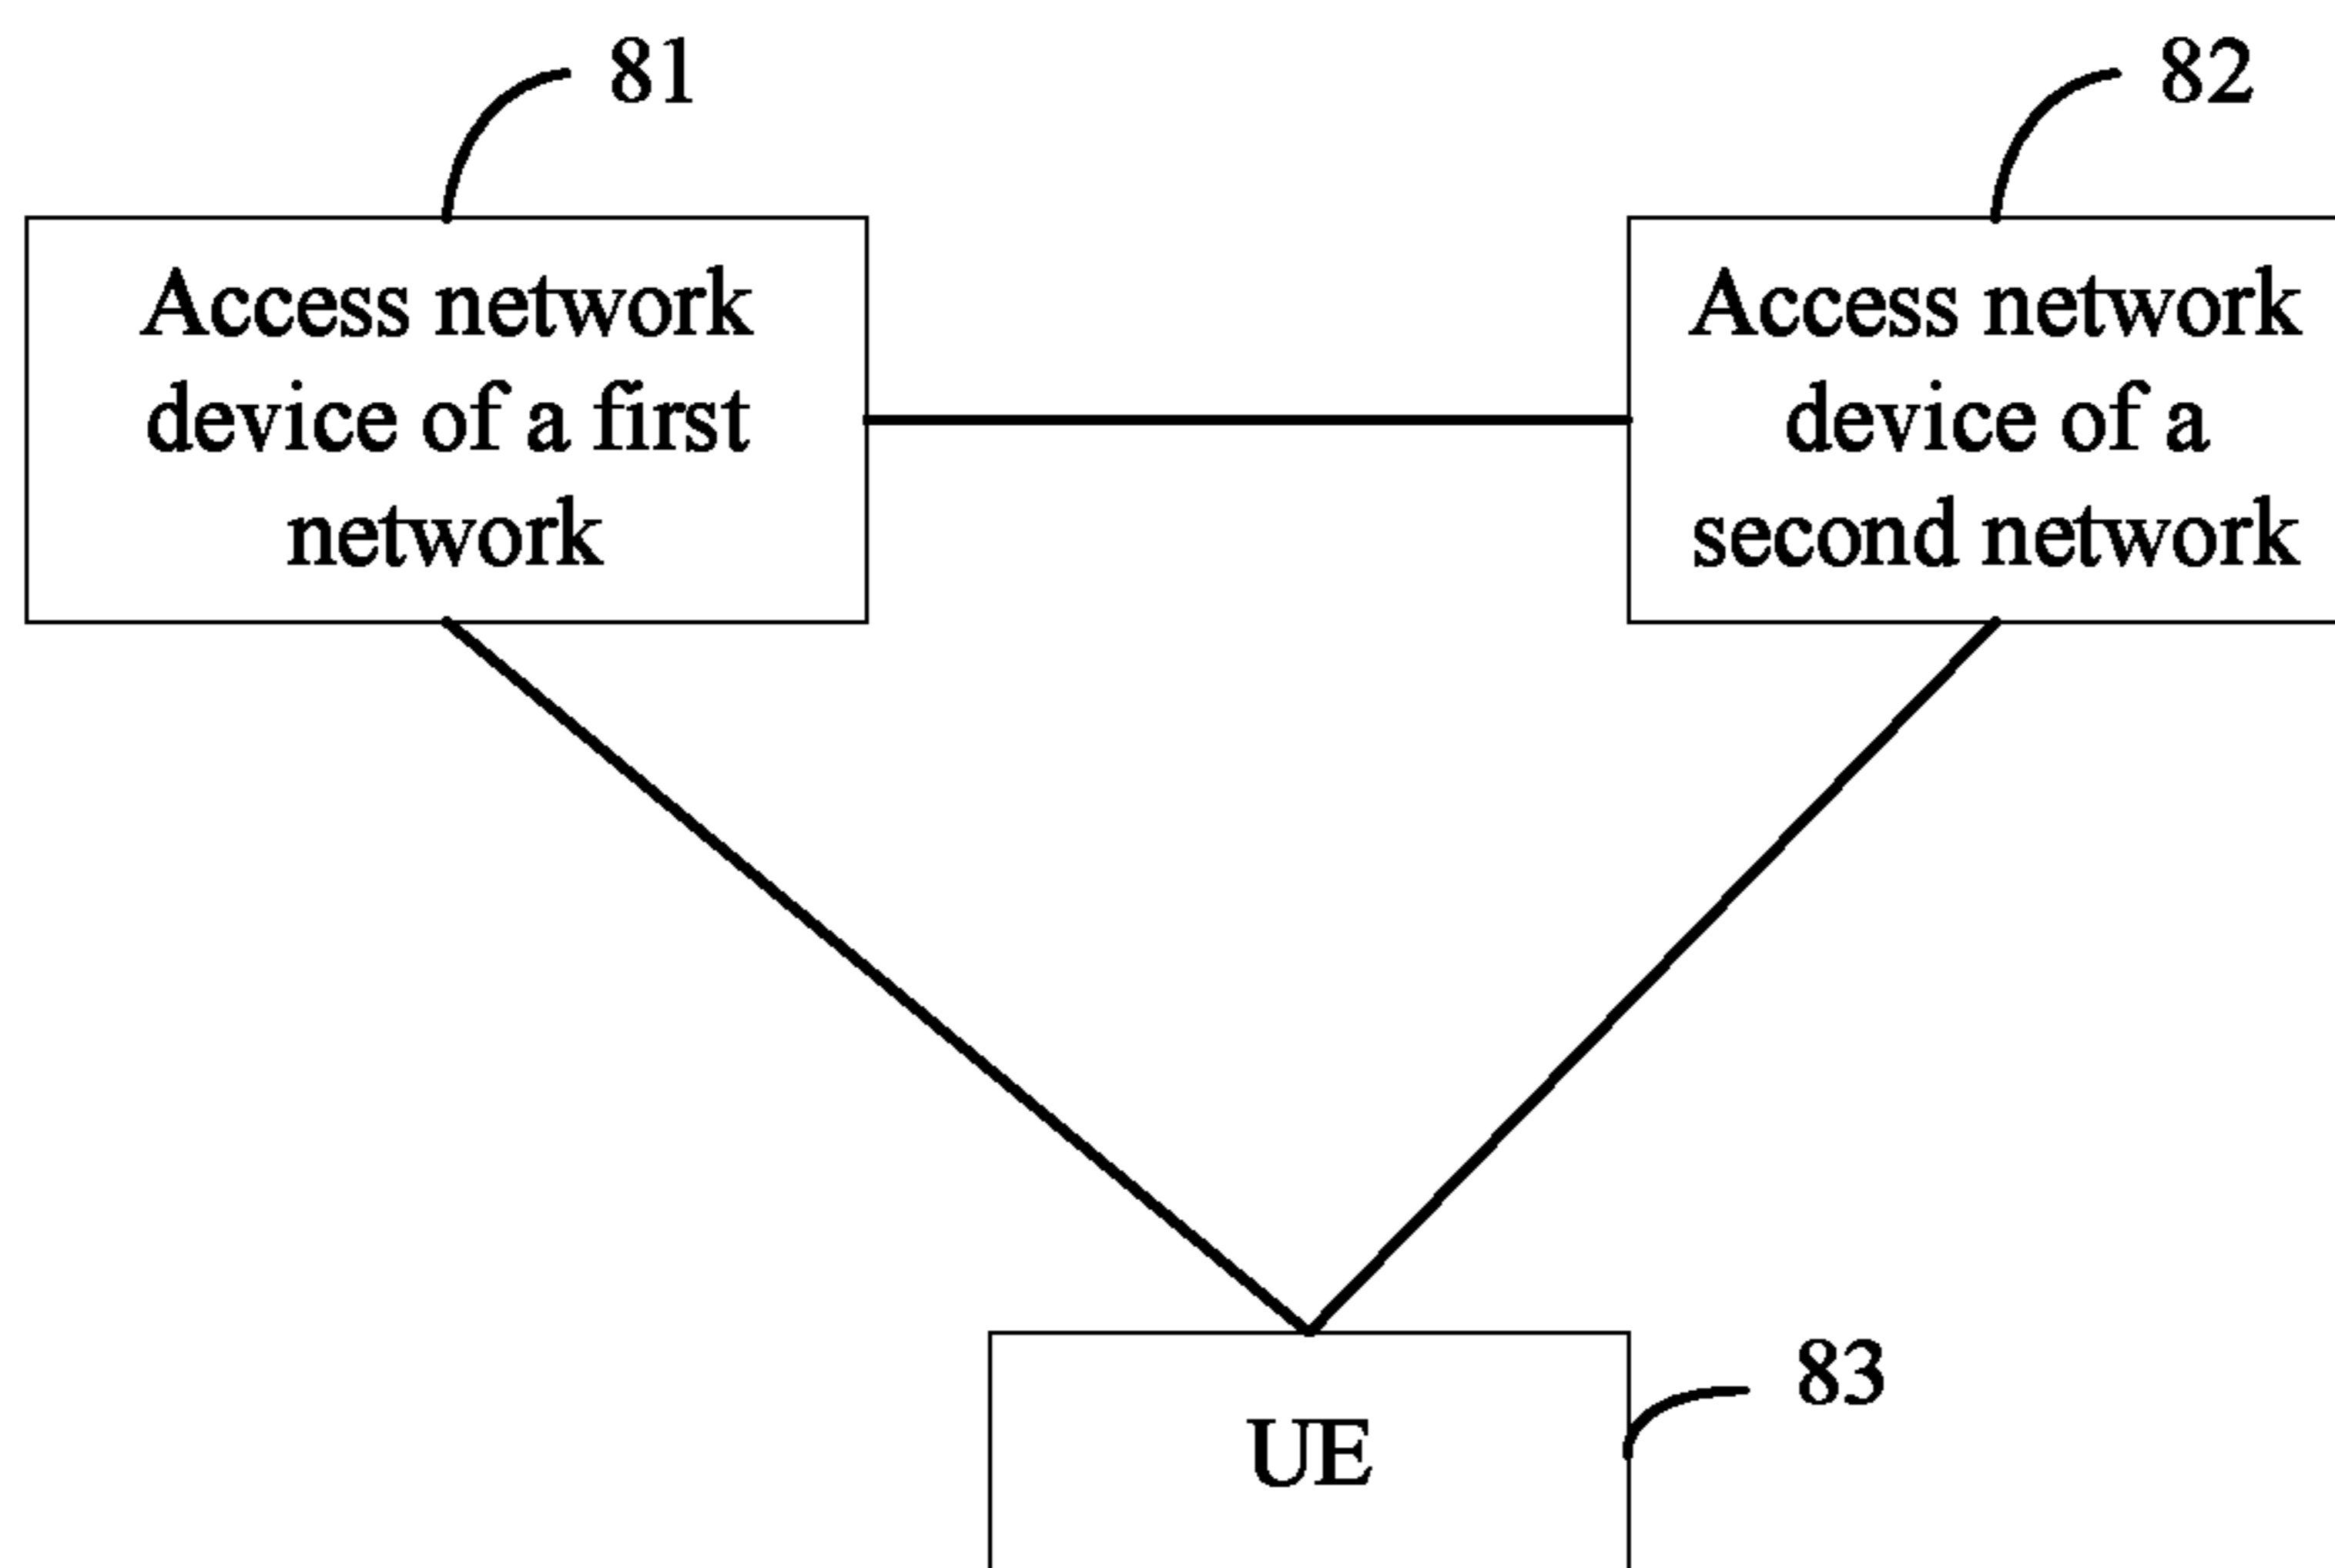 81
82
Access network
device of a first
network
Access network
device of a
second network
83
UE